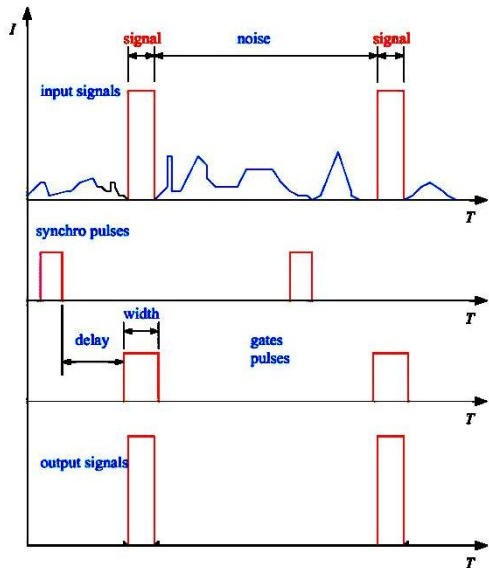 I
signal
noise
signal
input signals
T
synchro pulses
T
width
delay
gates
pulses
T
output signals
T